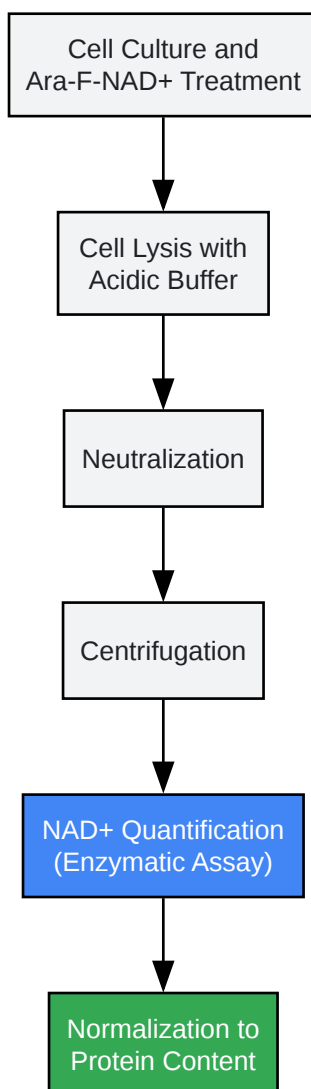 Cell Culture and
Ara-F-NAD+ Treatment
Cell Lysis with
Acidic Buffer
Neutralization
Centrifugation
NAD+ Quantification
(Enzymatic Assay)
Normalization to
Protein Content